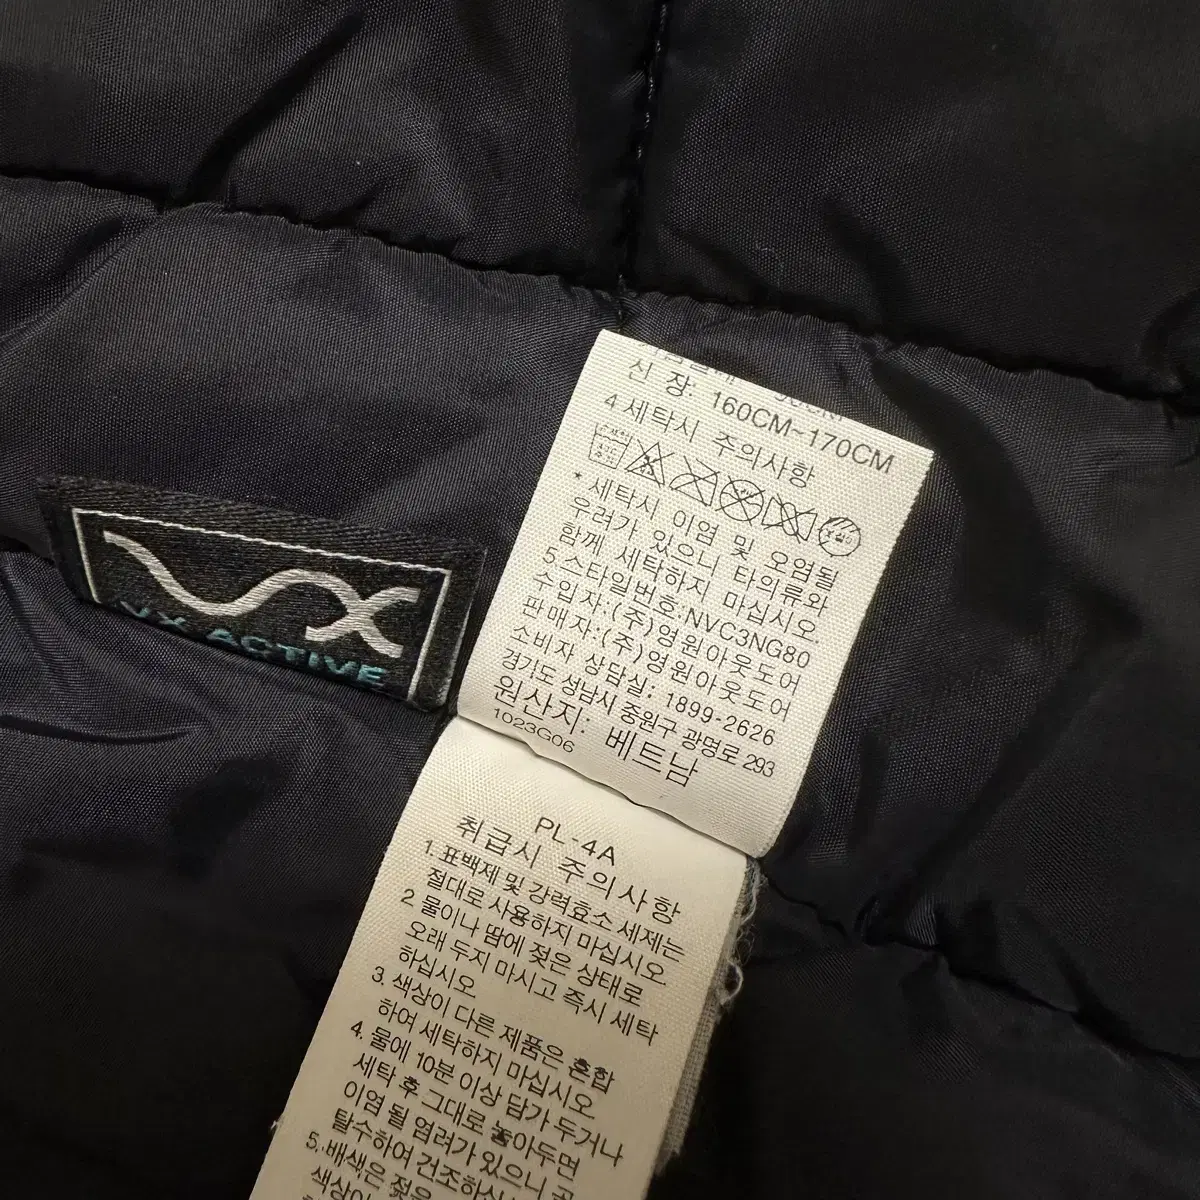 신 장: 160CM~170CM
4 세탁시 주의사항
* 세탁시 이염 및 오염될
우려가 있으니 타의류와
함께 세탁하지 마십시오.
5.스타일번호:NVC3NG80
수입자:(주)영원아웃도어
판매자:(주)영원아웃도어
소비자 상담실: 1899-2626
경기도 성남시 중원구 광명로 293
원산지: 베트남
1023G06
VX ACTIVE
PL-4A
취급시 주의사항
1. 표백제 및 강력효소 세제는
절대로 사용하지 마십시오.
2 물이나 땀에 젖은 상태로
오래 두지 마시고 즉시 세탁
하십시오
3. 색상이 다른 제품은 혼합
하여 세탁하지 마십시오
4. 물에 10분 이상 담가 두거나
세탁 후 그대로 놓아두면
이염 될 염려가 있으니 곧
탈수하여 건조하십시
5. 배색은 젖은
색상이